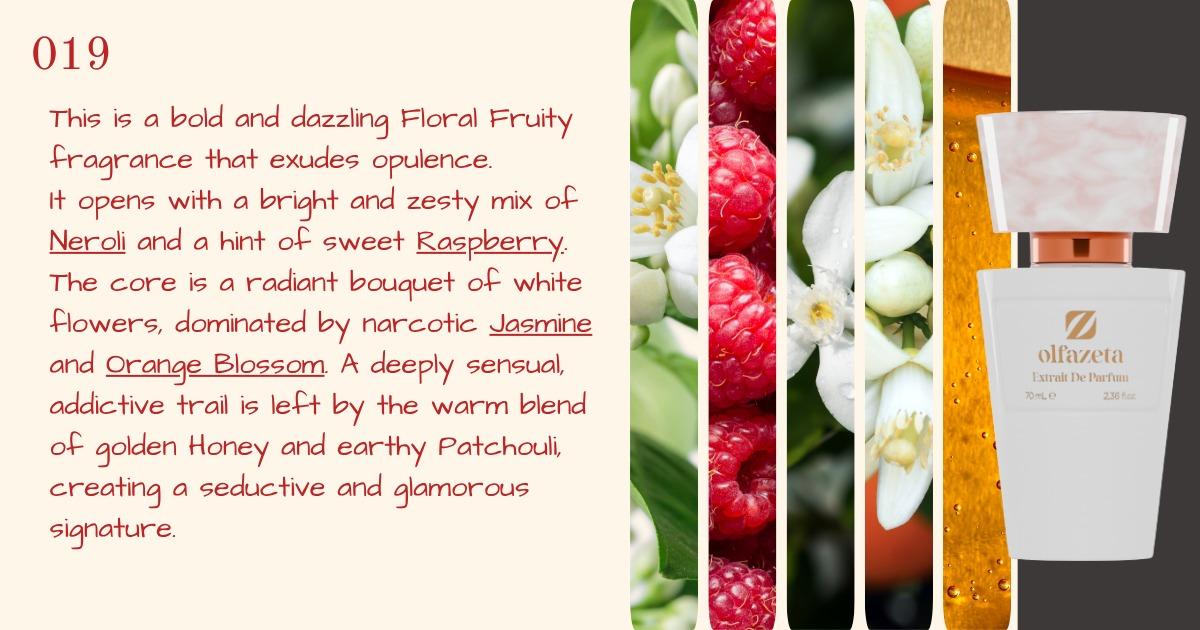 019
This is a bold and dazzling Floral Fruity
fragrance that exudes opulence.
It opens with a bright and zesty mix of
Neroli and a hint of sweet Raspberry.
The core is a radiant bouquet of white
flowers, dominated by narcotic Jasmine
and Orange Blossom. A deeply sensual,
addictive trail is left by the warm blend
of golden Honey and earthy Patchouli,
creating a seductive and glamorous
signature.
olfazeta
Extrait De Parfum
70 mL ℮ 2,36 fl.oz